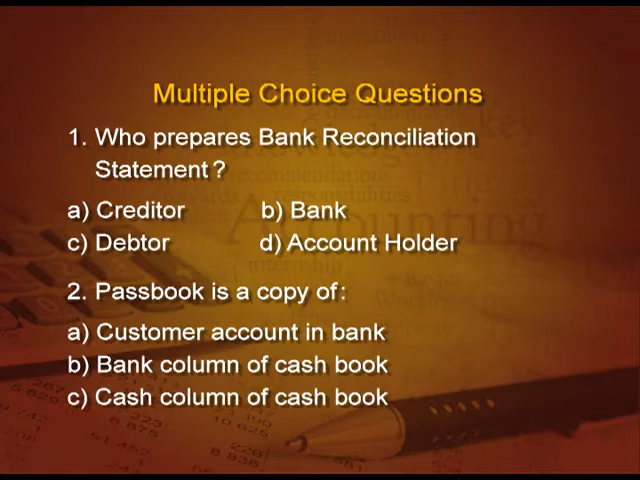 Multiple Choice Questions
1. Who prepares Bank Reconciliation
Statement ?
a) Creditor b) Bank
c) Debtor d) Account Holder
2. Passbook is a copy of :
a) Customer account in bank
b) Bank column of cash book
c) Cash column of cash book